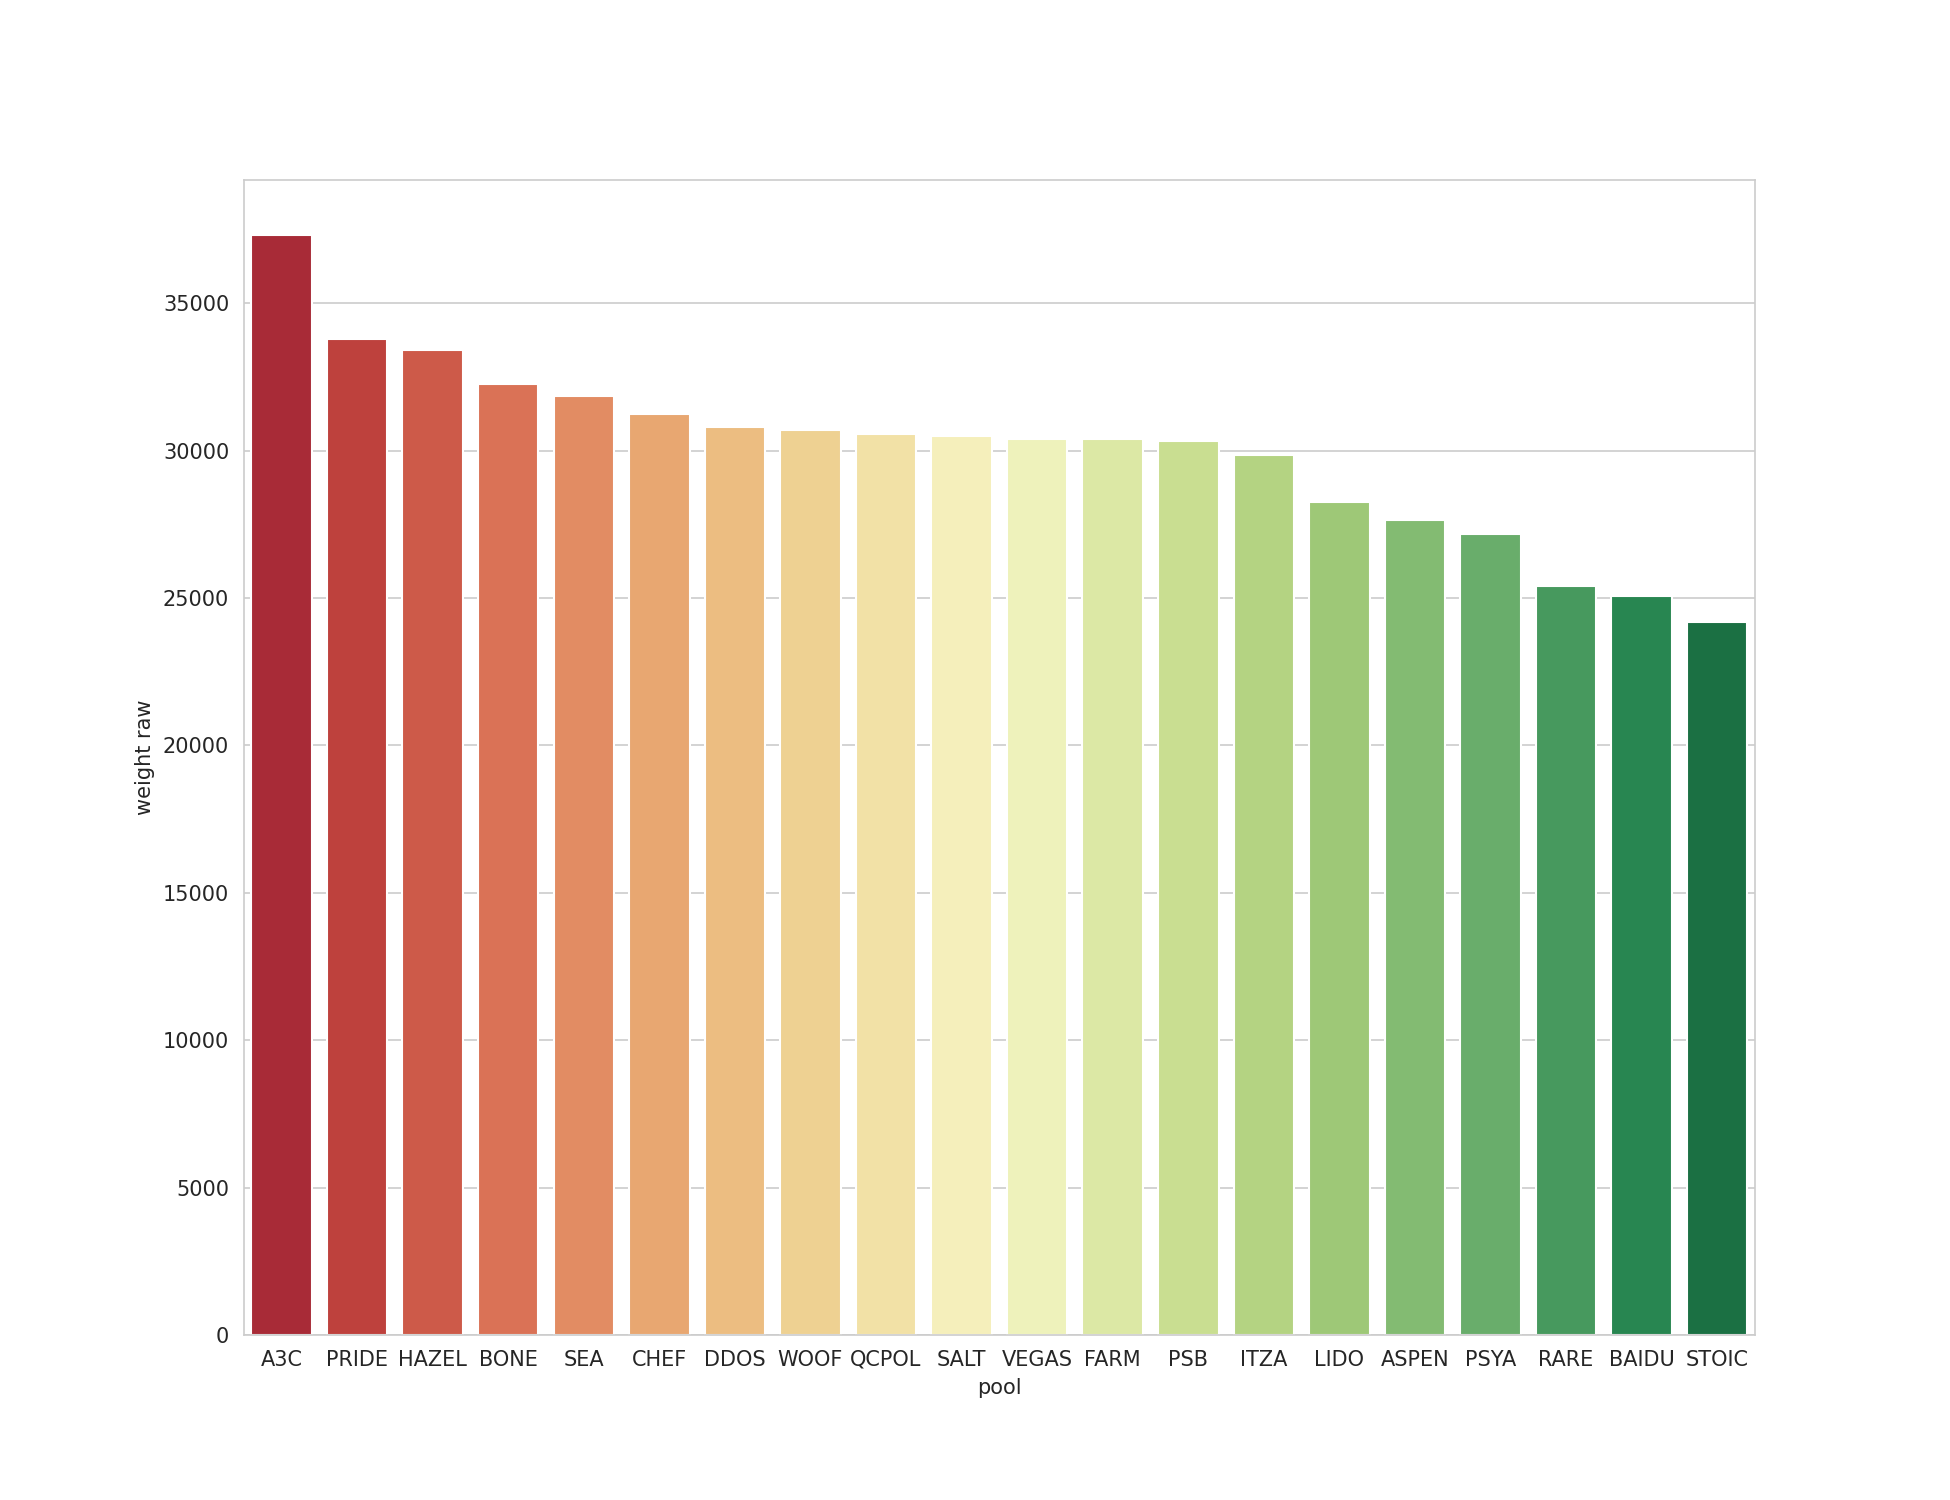 35000
30000
25000
20000
15000
10000
5000
0
weight raw
A3C PRIDE HAZEL BONE SEA CHEF DDOS WOOF QCPOL SALT VEGAS FARM PSB ITZA LIDO ASPEN PSYA RARE BAIDU STOIC
pool